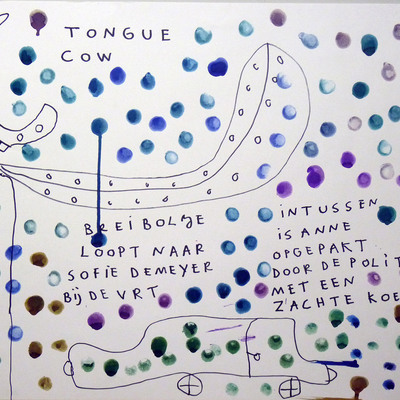 TONGUE
COW
BREIBOLLEJE
LOOPT NAAR
SOFIE DEMEYER
BIJ DE VRT
INTUSSEN
IS ANNE
OPGEPAKT
DOOR DE POLIT
MET EEN
ZACHTE KOE